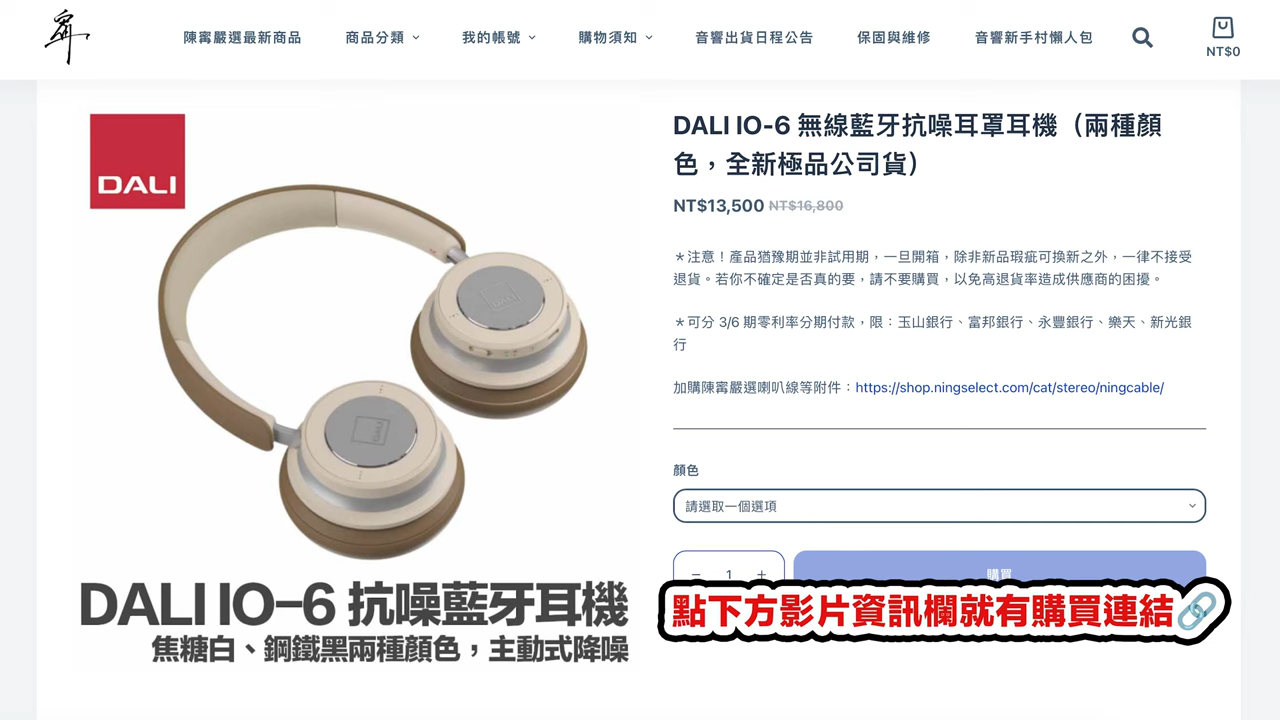 寗
陳寗嚴選最新商品
商品分類
我的帳號
購物須知
音響出貨日程公告
保固與維修
音響新手村懶人包
NT$0
DALI
DALI IO-6 抗噪藍牙耳機
焦糖白、鋼鐵黑兩種顏色，主動式降噪
DALI IO-6 無線藍牙抗噪耳罩耳機（兩種顏
色，全新極品公司貨）
NT$13,500 NT$16,800
＊注意！產品猶豫期並非試用期，一旦開箱，除非新品瑕疵可換新之外，一律不接受
退貨。若你不確定是否真的要，請不要購買，以免高退貨率造成供應商的困擾。
＊可分 3/6 期零利率分期付款，限：玉山銀行、富邦銀行、永豐銀行、樂天、新光銀
行
加購陳寗嚴選喇叭線等附件：https://shop.ningselect.com/cat/stereo/ningcable/
顏色
請選取一個選項
− 1 +
購買
點下方影片資訊欄就有購買連結🔗